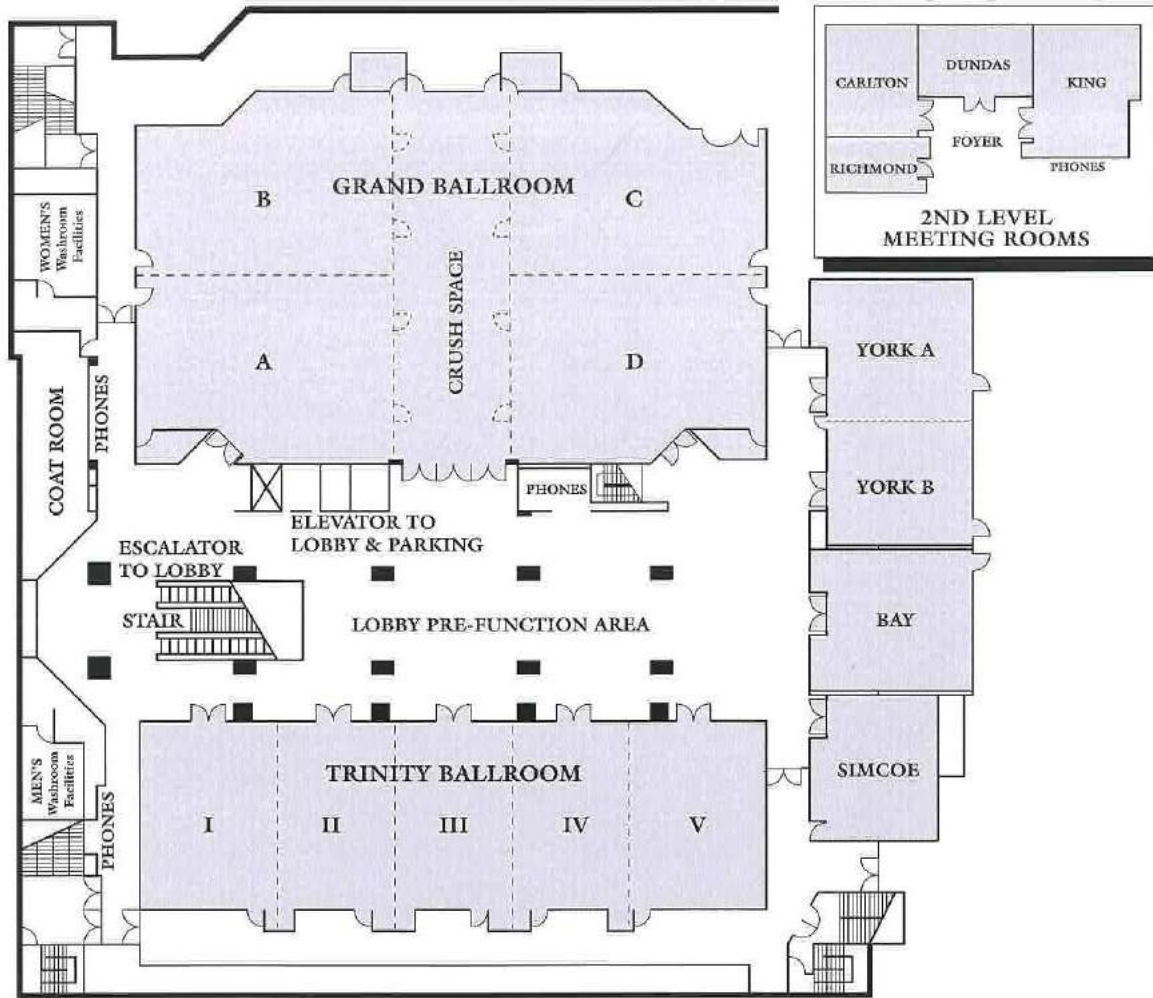 CARLTON
DUNDAS
KING
FOYER
RICHMOND
PHONES
2ND LEVEL
MEETING ROOMS
B
GRAND BALLROOM
C
WOMEN'S
Washroom
Facilities
CRUSH SPACE
A
D
YORK A
PHONES
COAT ROOM
YORK B
PHONES
ELEVATOR TO
LOBBY & PARKING
ESCALATOR
TO LOBBY
STAIR
LOBBY PRE-FUNCTION AREA
BAY
MEN'S
Washroom
Facilities
TRINITY BALLROOM
SIMCOE
PHONES
I
II
III
IV
V